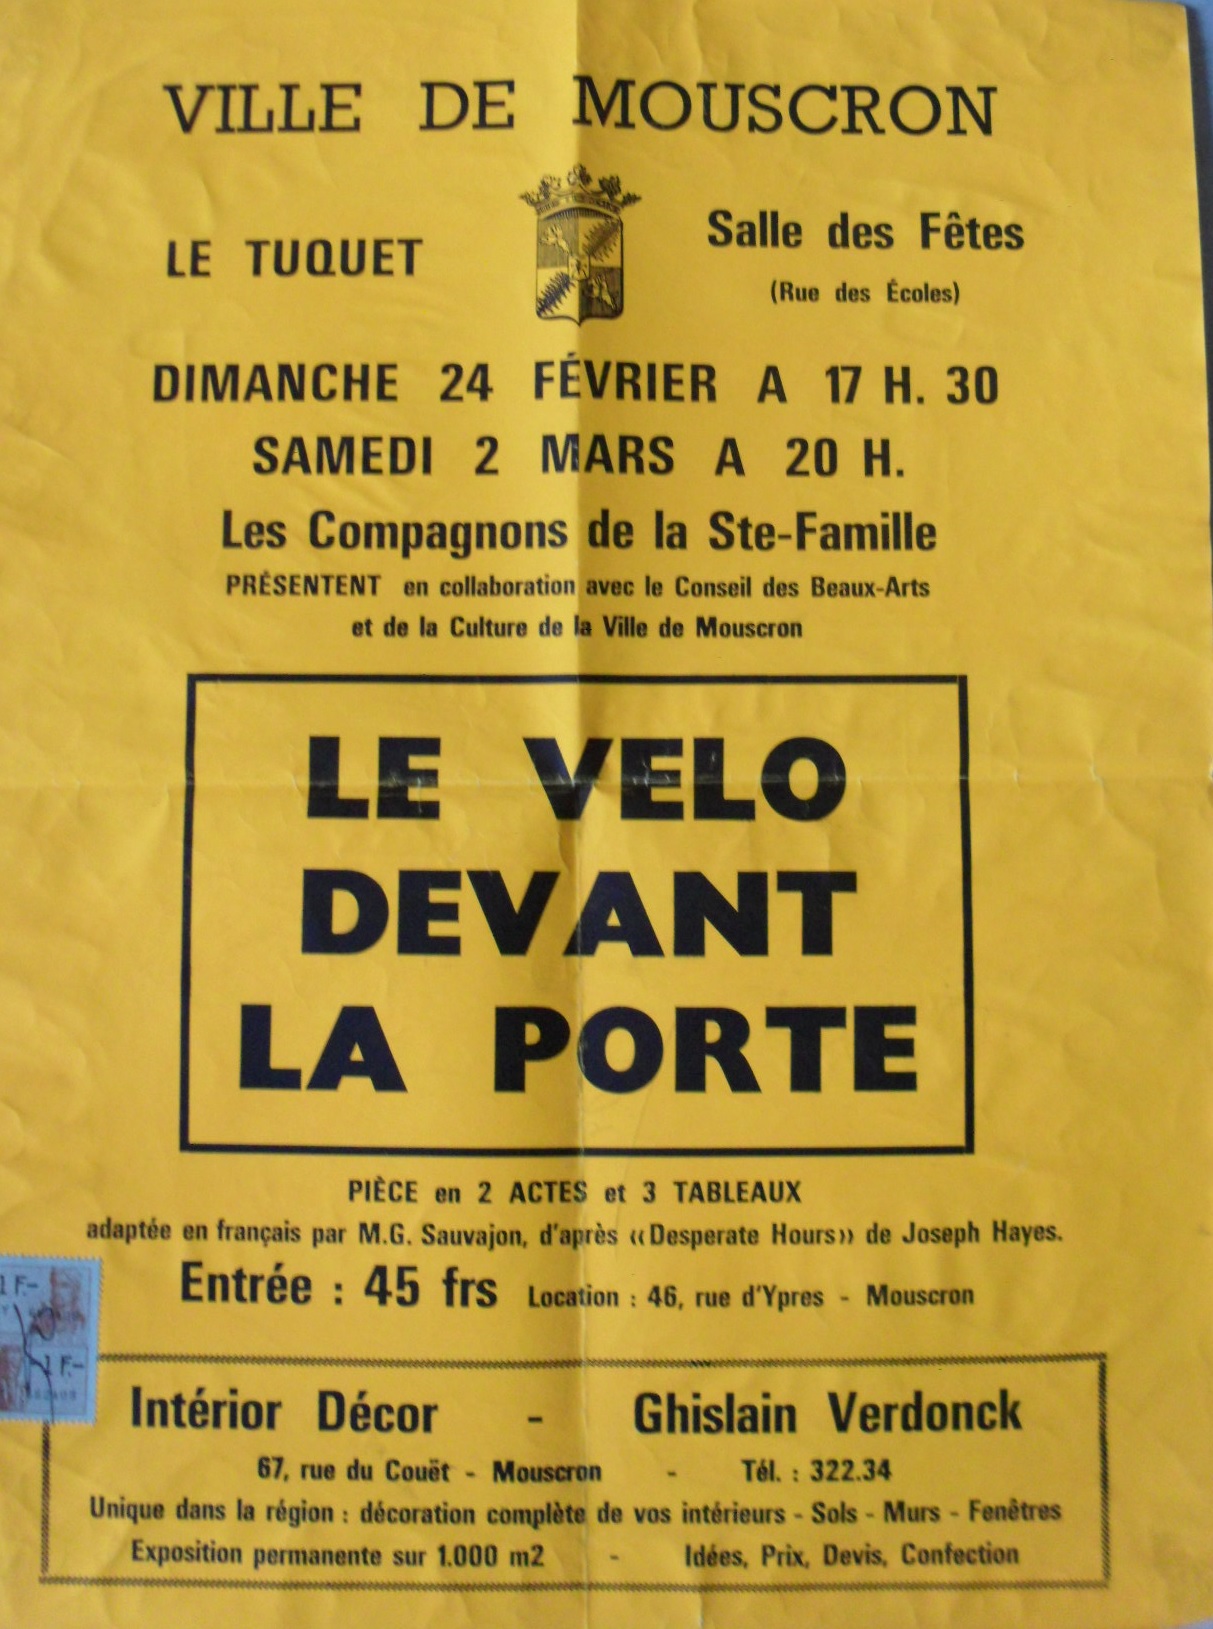 VILLE DE MOUSCRON
LE TUQUET
Salle des Fêtes
(Rue des Écoles)
DIMANCHE 24 FÉVRIER A 17 H. 30
SAMEDI 2 MARS A 20 H.
Les Compagnons de la Ste-Famille
PRÉSENTENT en collaboration avec le Conseil des Beaux-Arts
et de la Culture de la Ville de Mouscron
LE VELO
DEVANT
LA PORTE
PIÈCE en 2 ACTES et 3 TABLEAUX
adaptée en français par M.G. Sauvajon, d'après «Desperate Hours» de Joseph Hayes.
Entrée : 45 frs Location : 46, rue d'Ypres - Mouscron
1 F.-
1 F.-
Intérior Décor - Ghislain Verdonck
67, rue du Couët - Mouscron - Tél. : 322.34
Unique dans la région : décoration complète de vos intérieurs - Sols - Murs - Fenêtres
Exposition permanente sur 1.000 m2 - Idées, Prix, Devis, Confection